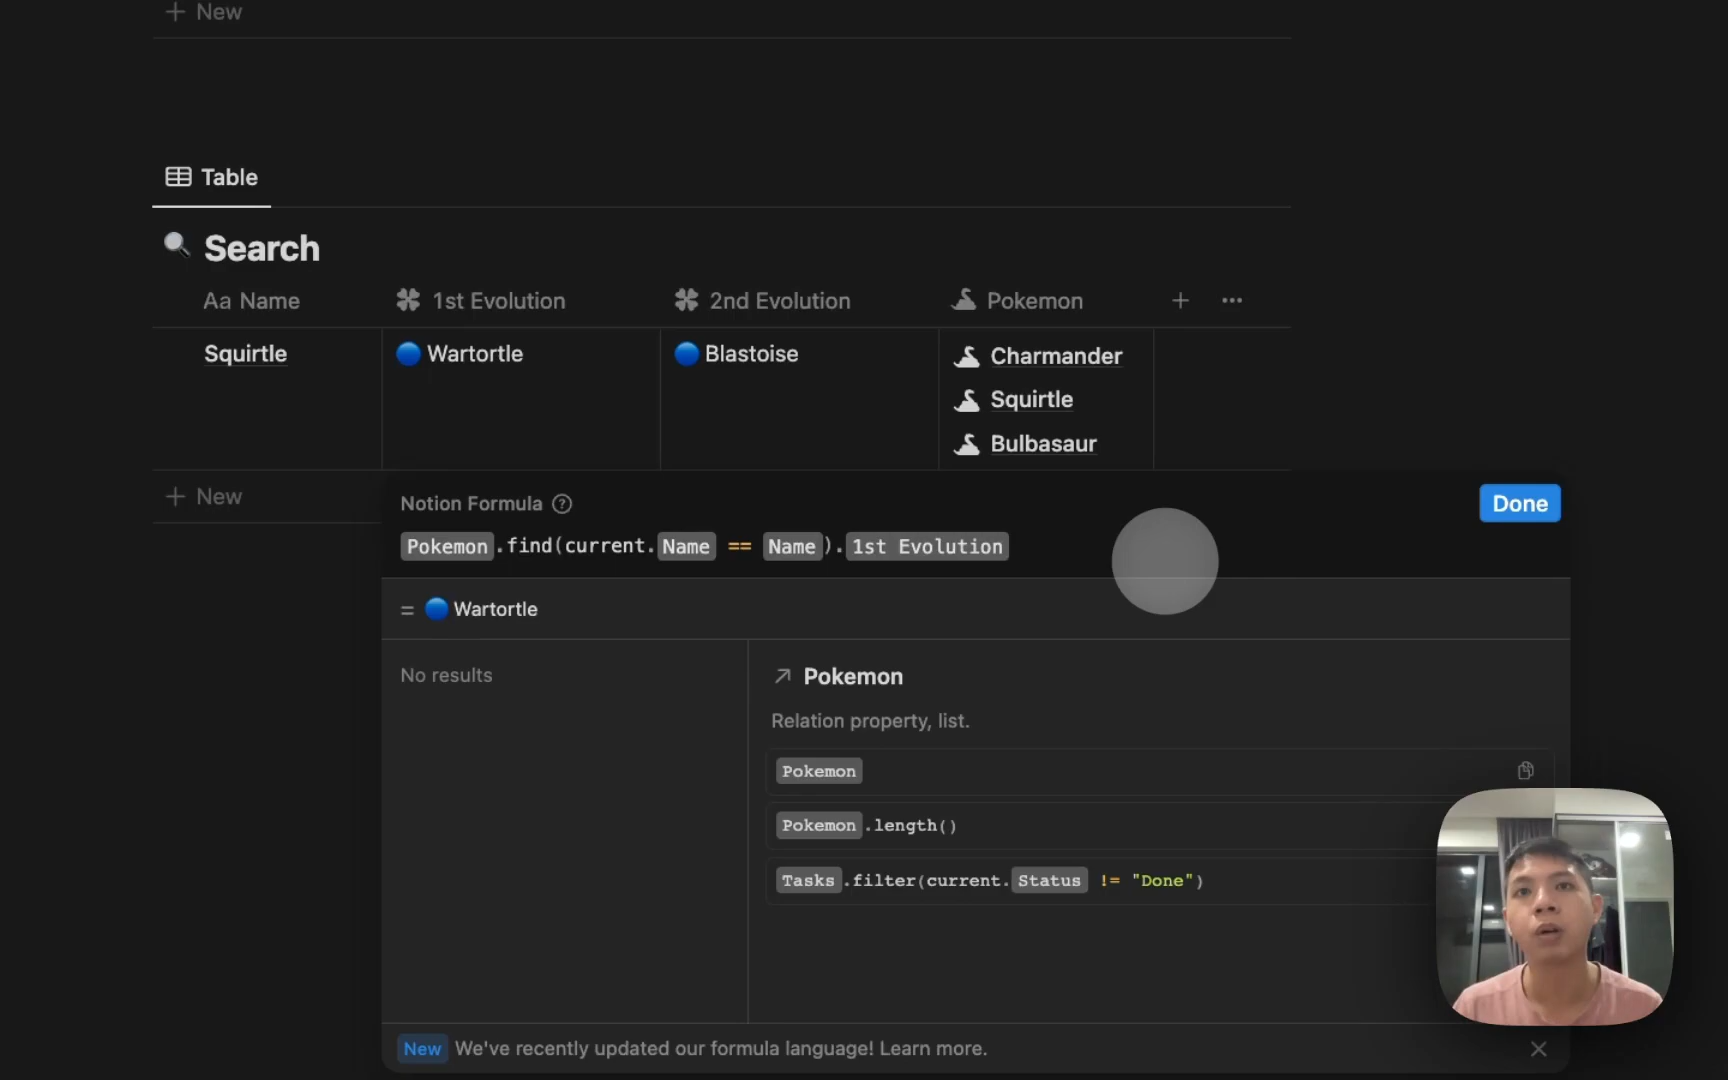 + New
Table
Search
Aa Name 1st Evolution 2nd Evolution Pokemon + •••
Squirtle Wartortle Blastoise Charmander
Squirtle
Bulbasaur
+ New
Notion Formula ? Done
Pokemon.find(current.Name == Name).1st Evolution
= Wartortle
No results
Pokemon
Relation property, list.
Pokemon
Pokemon.length()
Tasks.filter(current.Status != "Done")
New We've recently updated our formula language! Learn more.